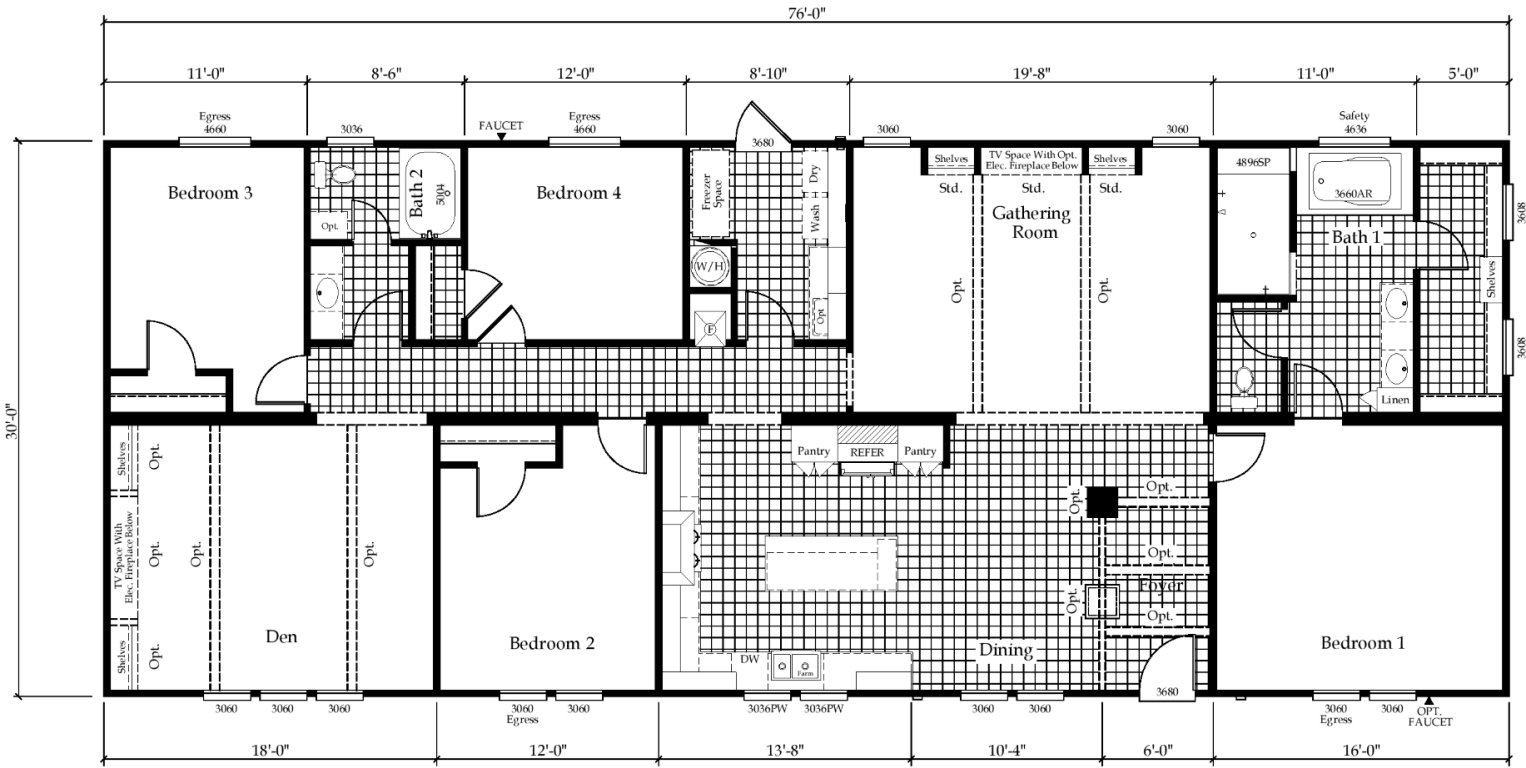 76'-0"
11'-0" 8'-6" 12'-0" 8'-10" 19'-8" 11'-0" 5'-0"
Egress
4660
3036
FAUCET
Egress
4660
3680
3060
3060
Safety
4636
Bedroom 3
Bath 2
5004
Opt.
Bedroom 4
Freezer
Space
W/H
F
Dry
Wash
Opt
Shelves
TV Space With Opt.
Elec. Fireplace Below
Shelves
Std. Std. Std.
Gathering
Room
Opt.
Opt.
4896SP
3660AR
Bath 1
Linen
Shelves
3608
3608
30'-0"
Shelves
TV Space With
Elec. Fireplace Below
Shelves
Opt.
Opt.
Opt.
Opt.
Opt.
Den
Bedroom 2
Pantry REFER Pantry
DW
Farm
Dining
Opt.
Opt.
Opt.
Opt.
Foyer
Opt.
3680
Bedroom 1
3060 3060 3060
3060 3060
Egress
3036PW 3036PW
3060 3060
3060 3060
Egress
OPT.
FAUCET
18'-0" 12'-0" 13'-8" 10'-4" 6'-0" 16'-0"